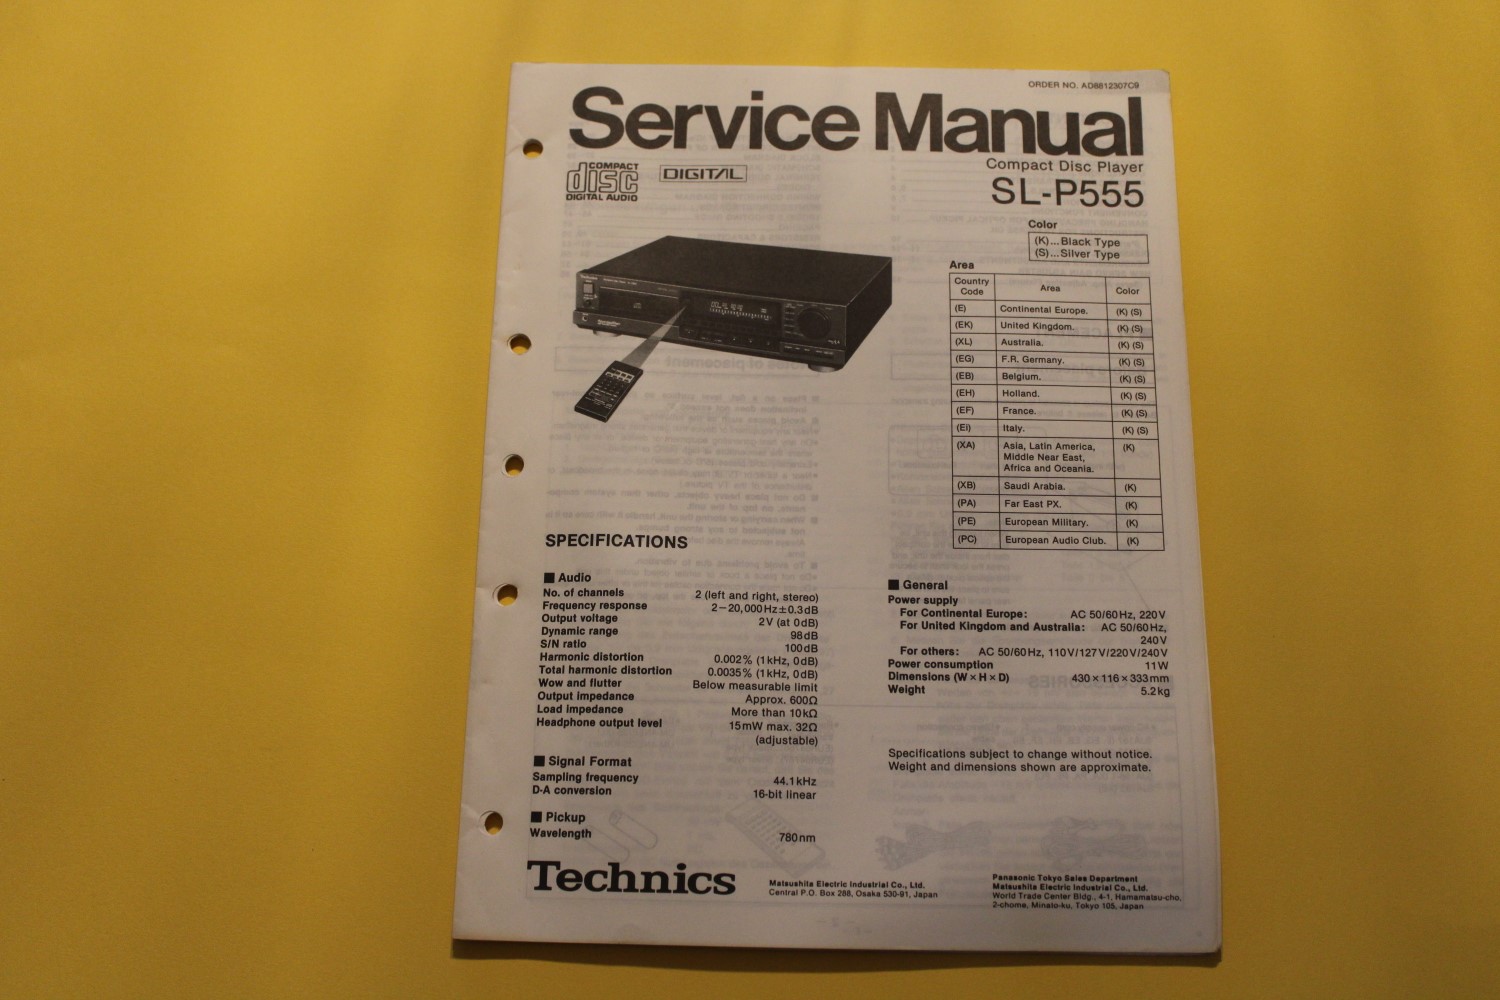 ORDER NO. AD8812307C9
Service Manual
COMPACT
disc
DIGITAL AUDIO
DIGITAL
Compact Disc Player
SL-P555
Color
(K)...Black Type
(S)...Silver Type
Area
Country Code Area Color
(E) Continental Europe. (K) (S)
(EK) United Kingdom. (K) (S)
(XL) Australia. (K) (S)
(EG) F.R. Germany. (K) (S)
(EB) Belgium. (K) (S)
(EH) Holland. (K) (S)
(EF) France. (K) (S)
(Ei) Italy. (K) (S)
(XA) Asia, Latin America, (K)
Middle Near East,
Africa and Oceania.
(XB) Saudi Arabia. (K)
(PA) Far East PX. (K)
(PE) European Military. (K)
(PC) European Audio Club. (K)
Technics
SPECIFICATIONS
■ Audio
No. of channels 2 (left and right, stereo)
Frequency response 2−20,000Hz±0.3dB
Output voltage 2V (at 0dB)
Dynamic range 98dB
S/N ratio 100dB
Harmonic distortion 0.002% (1kHz, 0dB)
Total harmonic distortion 0.0035% (1kHz, 0dB)
Wow and flutter Below measurable limit
Output impedance Approx. 600Ω
Load impedance More than 10kΩ
Headphone output level 15mW max. 32Ω
(adjustable)
■ Signal Format
Sampling frequency 44.1kHz
D-A conversion 16-bit linear
■ Pickup
Wavelength 780nm
■ General
Power supply
For Continental Europe: AC 50/60Hz, 220V
For United Kingdom and Australia: AC 50/60Hz,
240V
For others: AC 50/60Hz, 110V/127V/220V/240V
Power consumption 11W
Dimensions (W×H×D) 430×116×333mm
Weight 5.2kg
Specifications subject to change without notice.
Weight and dimensions shown are approximate.
Technics
Matsushita Electric Industrial Co., Ltd.
Central P.O. Box 288, Osaka 530-91, Japan
Panasonic Tokyo Sales Department
Matsushita Electric Industrial Co., Ltd.
World Trade Center Bldg., 4-1, Hamamatsu-cho,
2-chome, Minato-ku, Tokyo 105, Japan